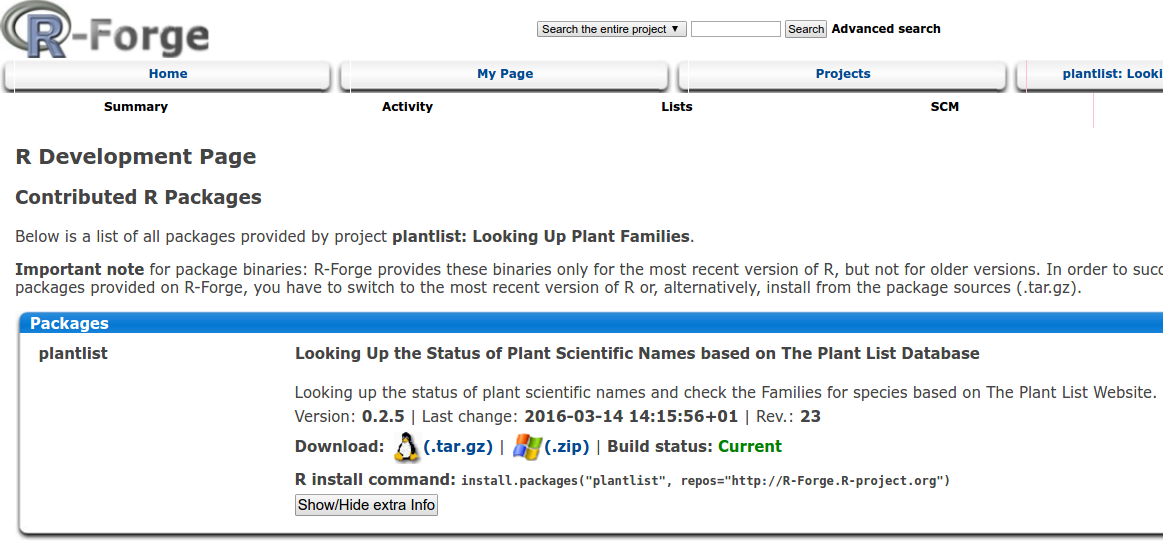 R-Forge
Search the entire project ▼ Search Advanced search
Home My Page Projects plantlist: Looki
Summary Activity Lists SCM
R Development Page
Contributed R Packages
Below is a list of all packages provided by project plantlist: Looking Up Plant Families.
Important note for package binaries: R-Forge provides these binaries only for the most recent version of R, but not for older versions. In order to succ
packages provided on R-Forge, you have to switch to the most recent version of R or, alternatively, install from the package sources (.tar.gz).
Packages
plantlist Looking Up the Status of Plant Scientific Names based on The Plant List Database
Looking up the status of plant scientific names and check the Families for species based on The Plant List Website.
Version: 0.2.5 | Last change: 2016-03-14 14:15:56+01 | Rev.: 23
Download: (.tar.gz) | (.zip) | Build status: Current
R install command: install.packages("plantlist", repos="http://R-Forge.R-project.org")
Show/Hide extra Info